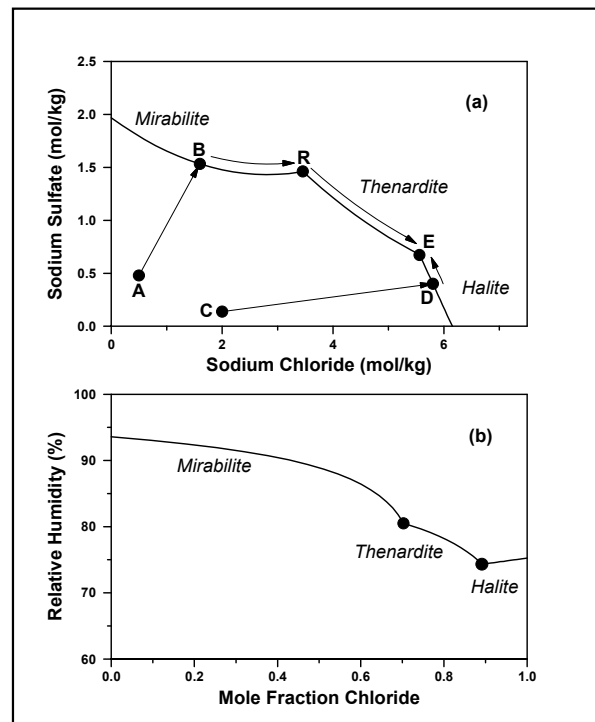 2.5
2.0
1.5
1.0
0.5
0.0
Sodium Sulfate (mol/kg)
(a)
Mirabilite
B
R
Thenardite
E
A
C
D
Halite
0 2 4 6
Sodium Chloride (mol/kg)
100
90
80
70
60
Relative Humidity (%)
(b)
Mirabilite
Thenardite
Halite
0.0 0.2 0.4 0.6 0.8 1.0
Mole Fraction Chloride